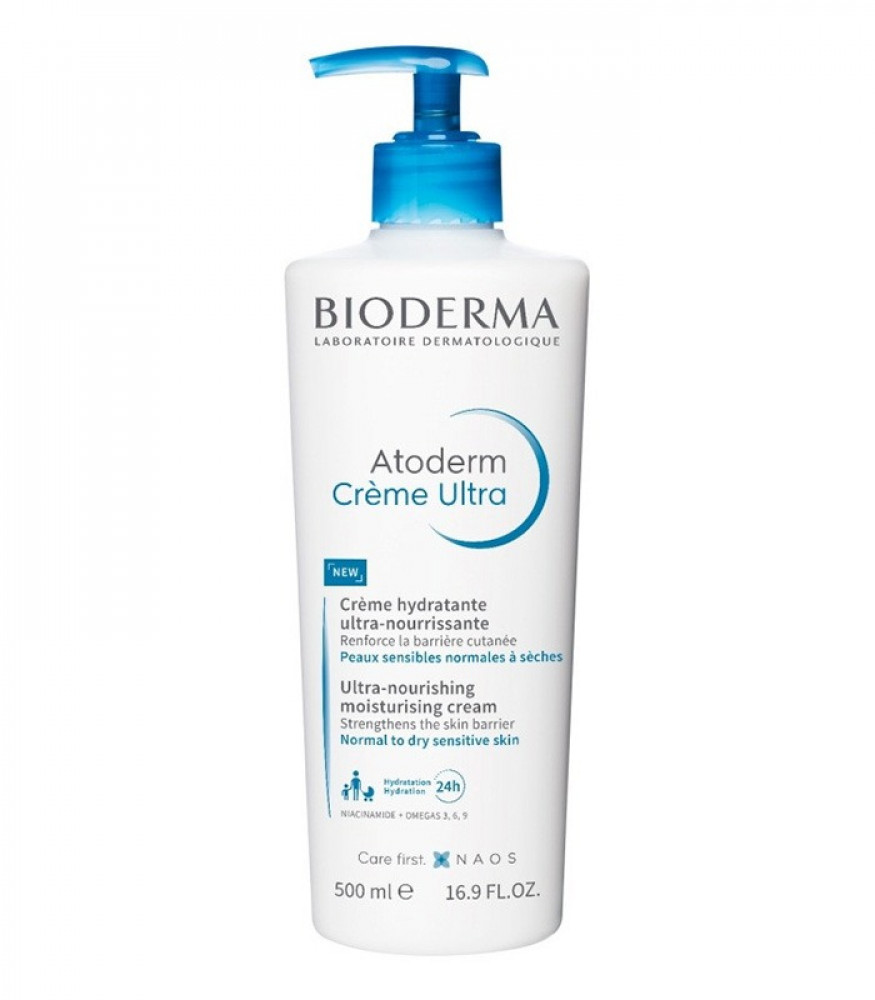 BIODERMA
LABORATOIRE DERMATOLOGIQUE
Atoderm
Crème Ultra
NEW
Crème hydratante
ultra-nourrissante
Renforce la barrière cutanée
Peaux sensibles normales à sèches
Ultra-nourishing
moisturising cream
Strengthens the skin barrier
Normal to dry sensitive skin
Hydratation
Hydration
24h
NIACINAMIDE + OMEGAS 3, 6, 9
Care first. NAOS
500 ml ℮ 16.9 FL.OZ.